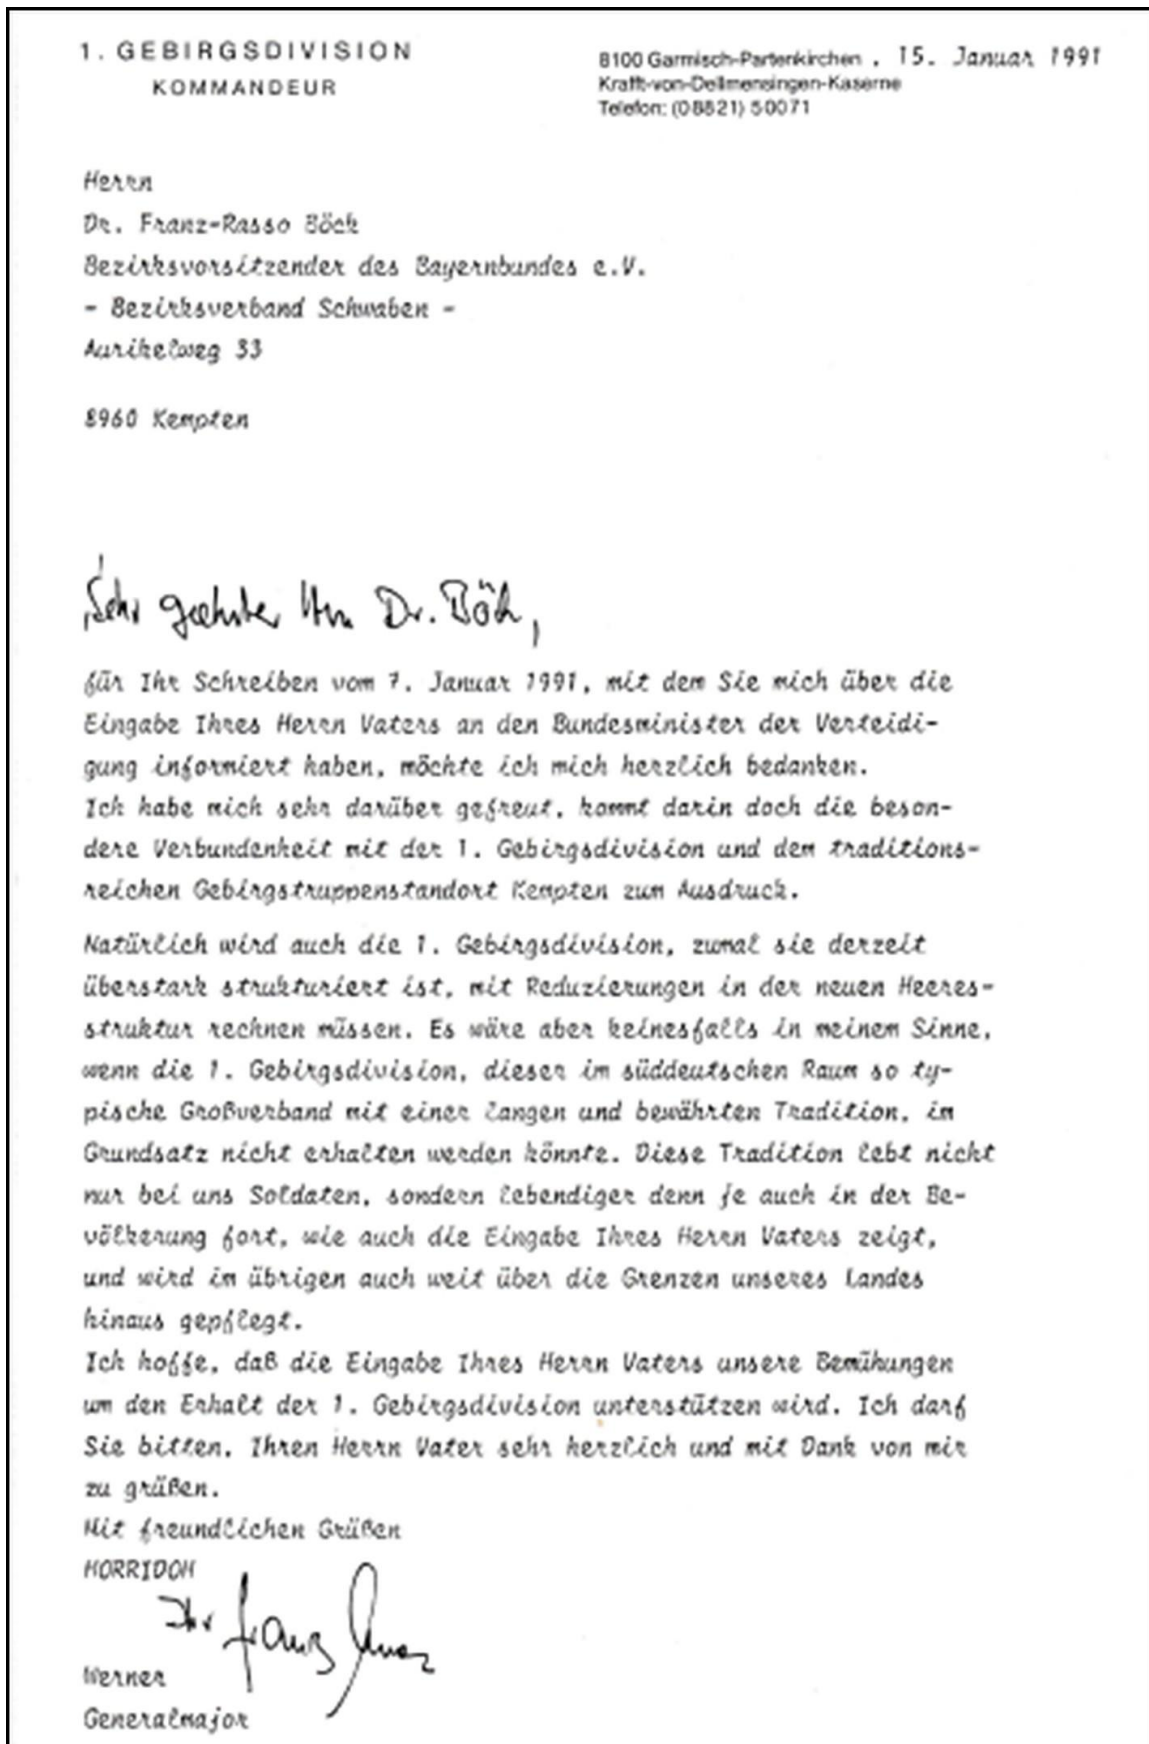 1. GEBIRGSDIVISION
KOMMANDEUR
8100 Garmisch-Partenkirchen , 15. Januar 1991
Krafft-von-Dellmensingen-Kaserne
Telefon: (08821) 50071
Herrn
Dr. Franz-Rasso Böck
Bezirksvorsitzender des Bayernbundes e.V.
- Bezirksverband Schwaben -
Aurikelweg 33
8960 Kempten
Sehr geehrter Herr Dr. Böck,
für Ihr Schreiben vom 7. Januar 1991, mit dem Sie mich über die
Eingabe Ihres Herrn Vaters an den Bundesminister der Verteidi-
gung informiert haben, möchte ich mich herzlich bedanken.
Ich habe mich sehr darüber gefreut, kommt darin doch die beson-
dere Verbundenheit mit der 1. Gebirgsdivision und dem traditions-
reichen Gebirgstruppenstandort Kempten zum Ausdruck.
Natürlich wird auch die 1. Gebirgsdivision, zumal sie derzeit
überstark strukturiert ist, mit Reduzierungen in der neuen Heeres-
struktur rechnen müssen. Es wäre aber keinesfalls in meinem Sinne,
wenn die 1. Gebirgsdivision, dieser im süddeutschen Raum so ty-
pische Großverband mit einer langen und bewährten Tradition, im
Grundsatz nicht erhalten werden könnte. Diese Tradition lebt nicht
nur bei uns Soldaten, sondern lebendiger denn je auch in der Be-
völkerung fort, wie auch die Eingabe Ihres Herrn Vaters zeigt,
und wird im übrigen auch weit über die Grenzen unseres Landes
hinaus gepflegt.
Ich hoffe, daß die Eingabe Ihres Herrn Vaters unsere Bemühungen
um den Erhalt der 1. Gebirgsdivision unterstützen wird. Ich darf
Sie bitten, Ihren Herrn Vater sehr herzlich und mit Dank von mir
zu grüßen.
Mit freundlichen Grüßen
HORRIDOH
Ihr Franz Werner
Werner
Generalmajor